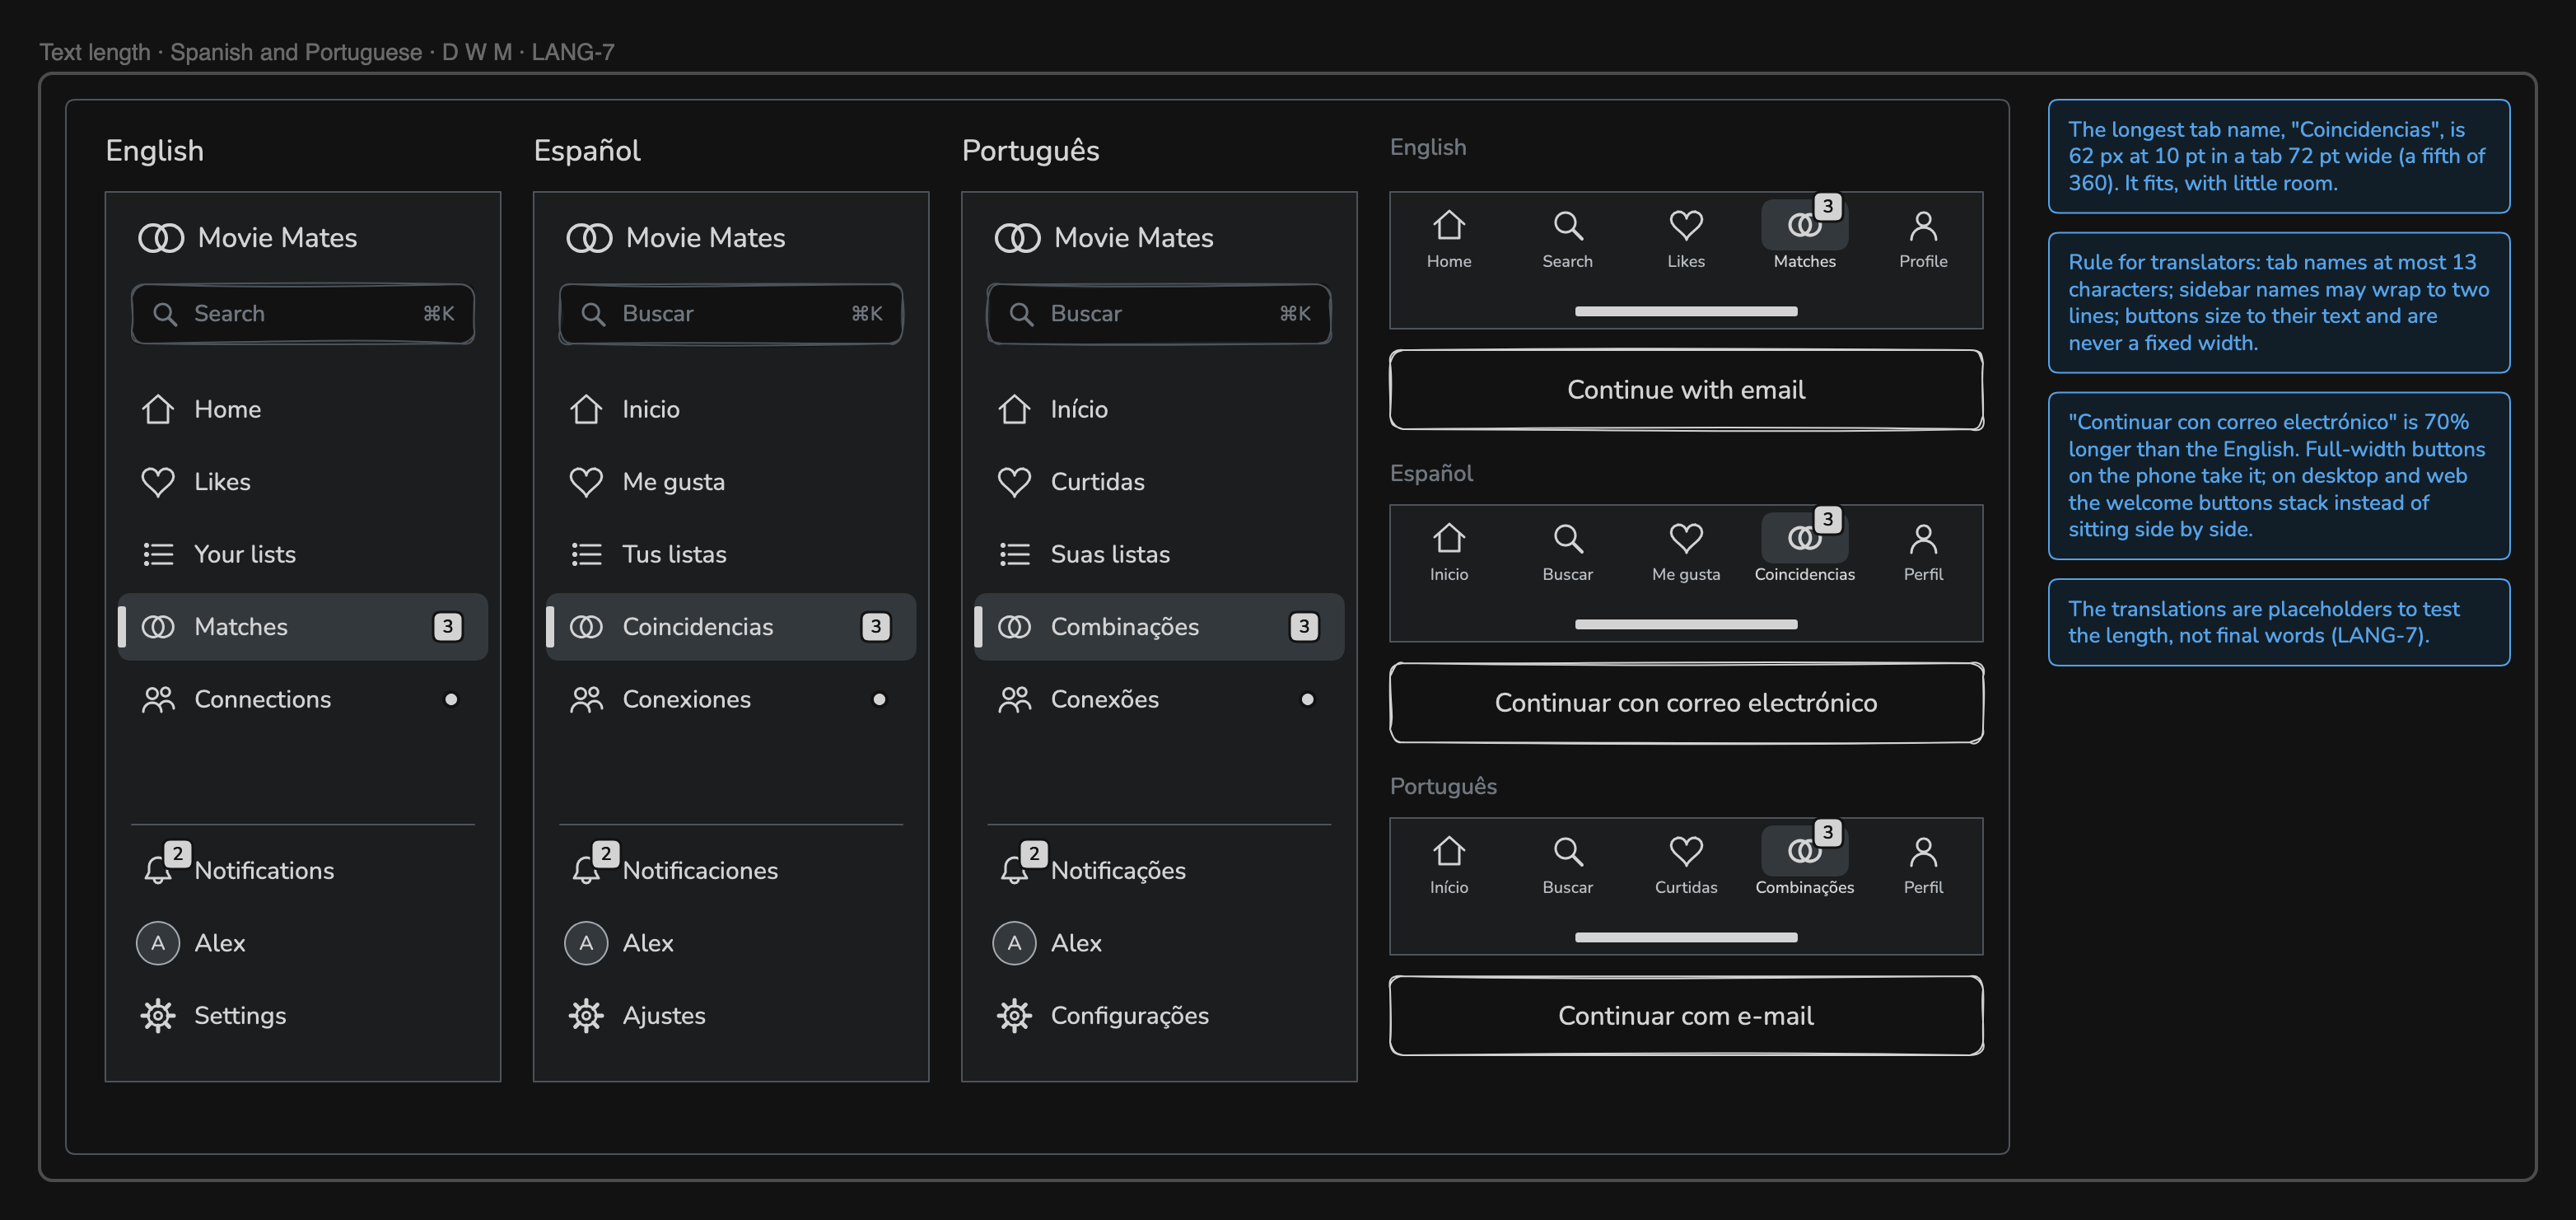 Text length · Spanish and Portuguese · D W M · LANG-7
English
Movie Mates
Search ⌘K
Home
Likes
Your lists
Matches 3
Connections
2
Notifications
A Alex
Settings
Español
Movie Mates
Buscar ⌘K
Inicio
Me gusta
Tus listas
Coincidencias 3
Conexiones
2
Notificaciones
A Alex
Ajustes
Português
Movie Mates
Buscar ⌘K
Início
Curtidas
Suas listas
Combinações 3
Conexões
2
Notificações
A Alex
Configurações
English
3
Home Search Likes Matches Profile
Continue with email
Español
3
Inicio Buscar Me gusta Coincidencias Perfil
Continuar con correo electrónico
Português
3
Início Buscar Curtidas Combinações Perfil
Continuar com e-mail
The longest tab name, "Coincidencias", is
62 px at 10 pt in a tab 72 pt wide (a fifth of
360). It fits, with little room.
Rule for translators: tab names at most 13
characters; sidebar names may wrap to two
lines; buttons size to their text and are
never a fixed width.
"Continuar con correo electrónico" is 70%
longer than the English. Full-width buttons
on the phone take it; on desktop and web
the welcome buttons stack instead of
sitting side by side.
The translations are placeholders to test
the length, not final words (LANG-7).